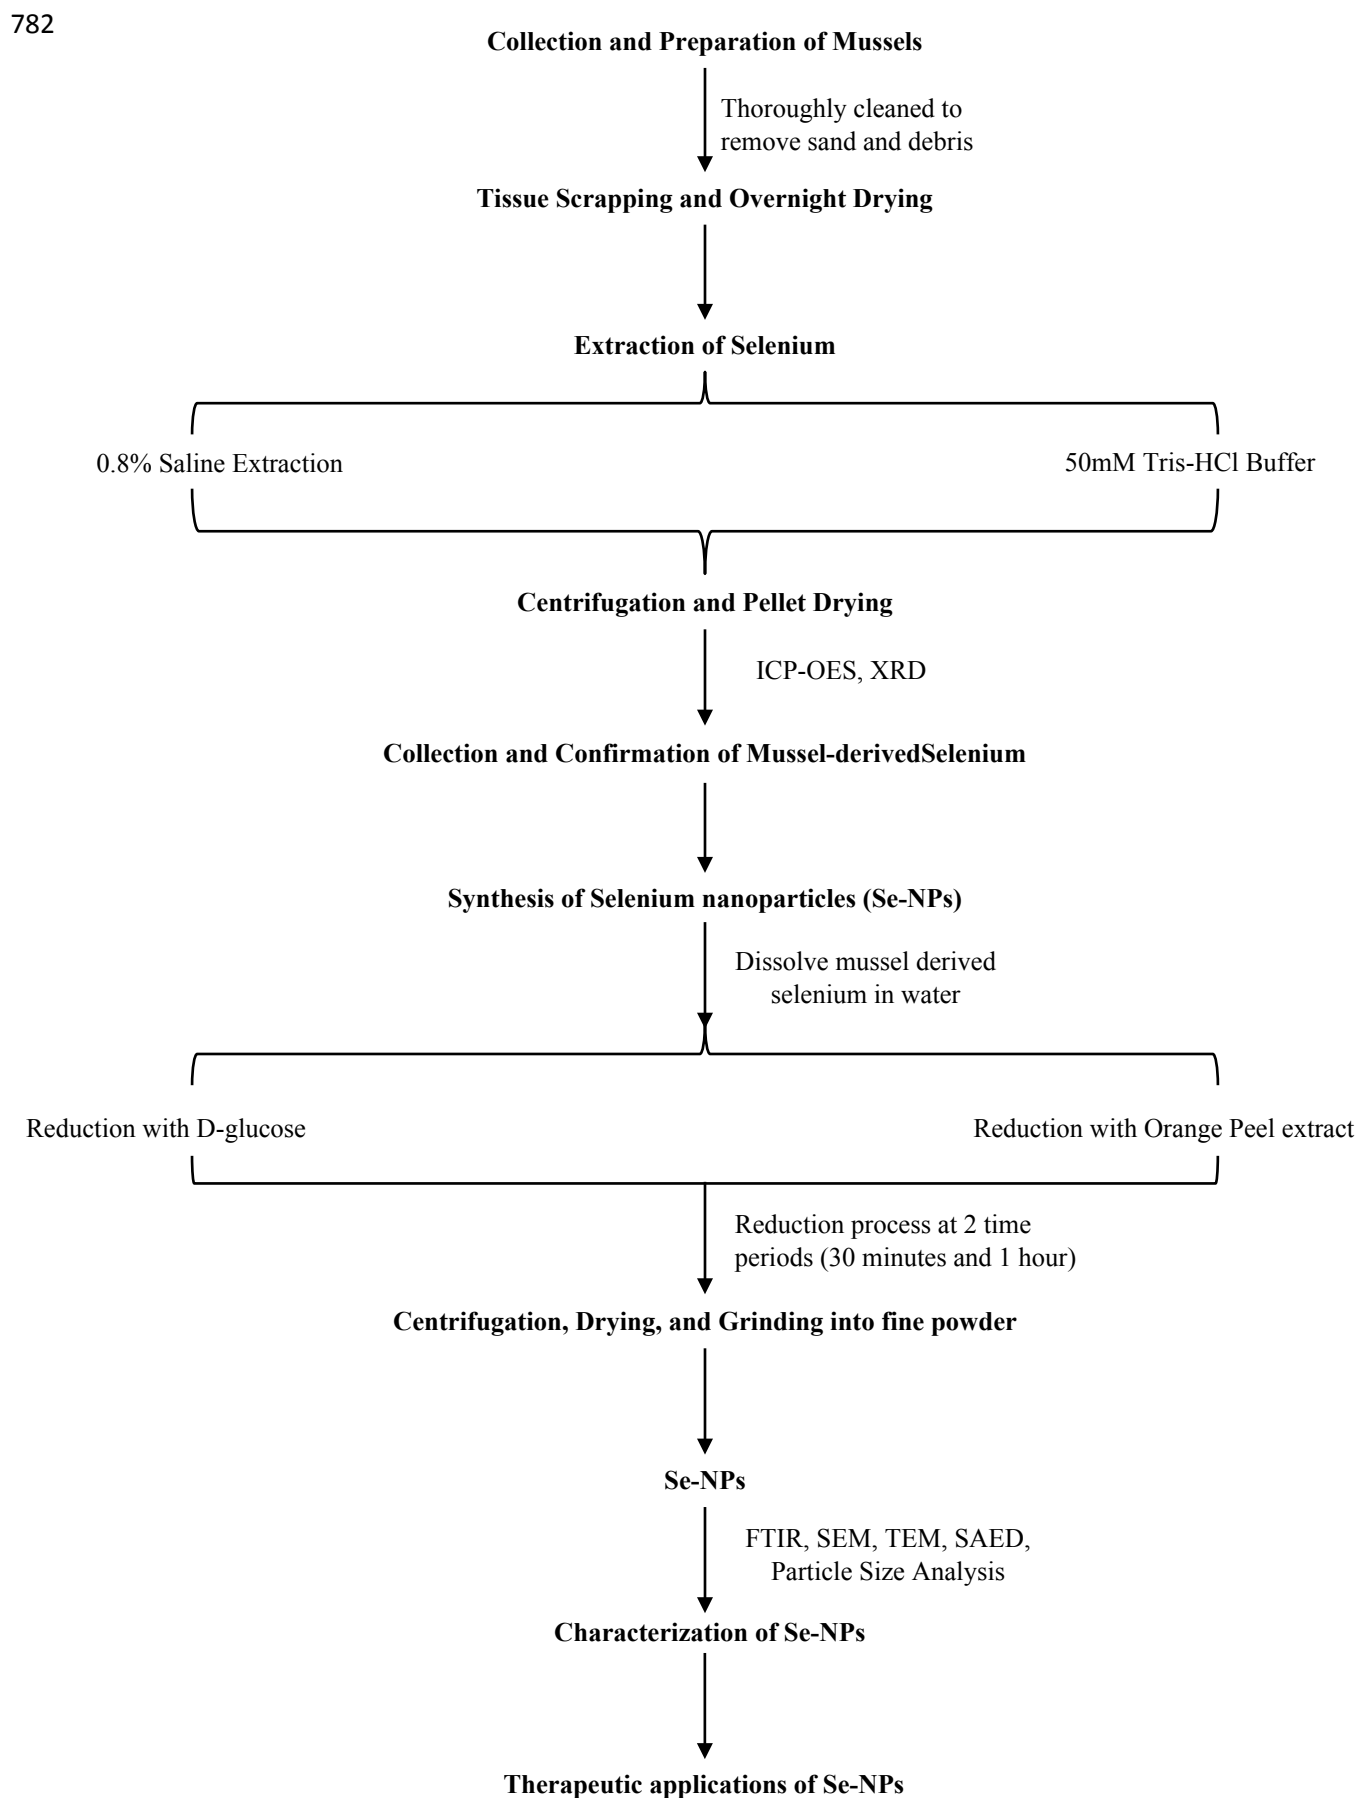 782
Collection and Preparation of Mussels
Thoroughly cleaned to
remove sand and debris
Tissue Scrapping and Overnight Drying
Extraction of Selenium
0.8% Saline Extraction
50mM Tris-HCl Buffer
Centrifugation and Pellet Drying
ICP-OES, XRD
Collection and Confirmation of Mussel-derivedSelenium
Synthesis of Selenium nanoparticles (Se-NPs)
Dissolve mussel derived
selenium in water
Reduction with D-glucose
Reduction with Orange Peel extract
Reduction process at 2 time
periods (30 minutes and 1 hour)
Centrifugation, Drying, and Grinding into fine powder
Se-NPs
FTIR, SEM, TEM, SAED,
Particle Size Analysis
Characterization of Se-NPs
Therapeutic applications of Se-NPs